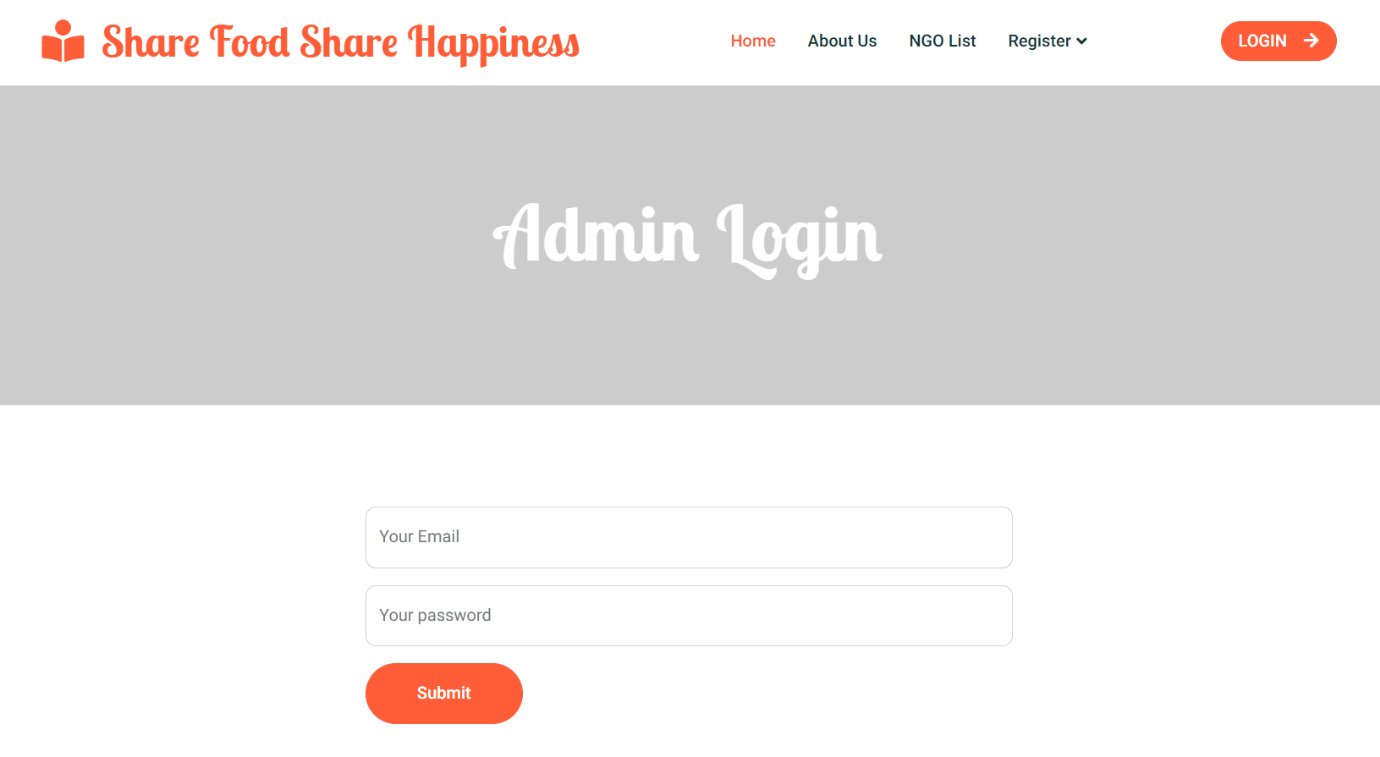 Share Food Share Happiness
Home About Us NGO List Register LOGIN
Admin Login
Your Email
Your password
Submit